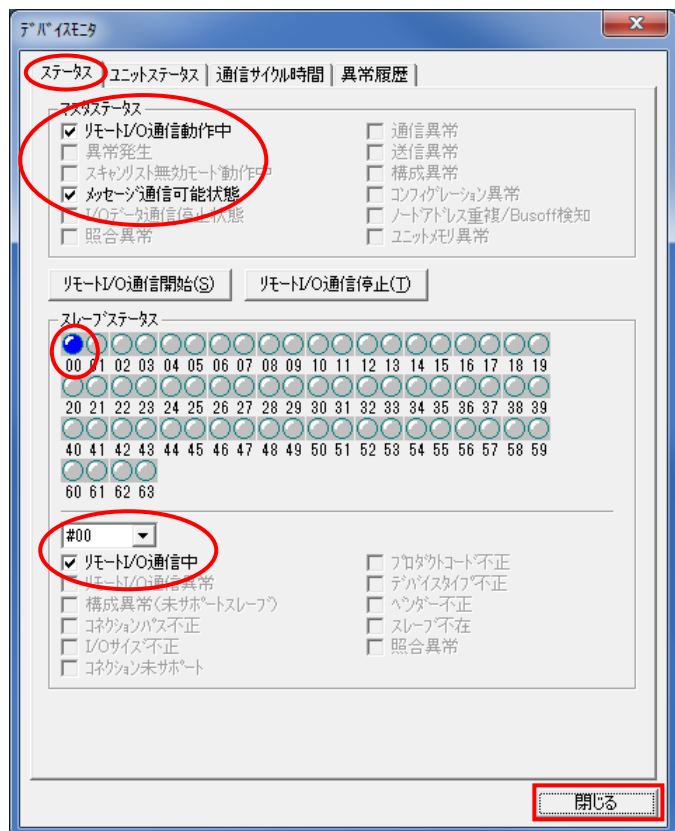 デバイスモニタ
ステータス ユニットステータス 通信サイクル時間 異常履歴
マスタステータス
リモートI/O通信動作中 通信異常
異常発生 送信異常
スキャンリスト無効モード動作中 構成異常
メッセージ通信可能状態 コンフィグレーション異常
I/Oデータ通信停止状態 ノードアドレス重複/Busoff検知
照合異常 ユニットメモリ異常
リモートI/O通信開始(S) リモートI/O通信停止(T)
スレーブステータス
00 01 02 03 04 05 06 07 08 09 10 11 12 13 14 15 16 17 18 19
20 21 22 23 24 25 26 27 28 29 30 31 32 33 34 35 36 37 38 39
40 41 42 43 44 45 46 47 48 49 50 51 52 53 54 55 56 57 58 59
60 61 62 63
#00
リモートI/O通信中 プロダクトコード不正
リモートI/O通信異常 デバイスタイプ不正
構成異常(未サポートスレーブ) ベンダー不正
コネクションパス不正 スレーブ不在
I/Oサイズ不正 照合異常
コネクション未サポート
閉じる